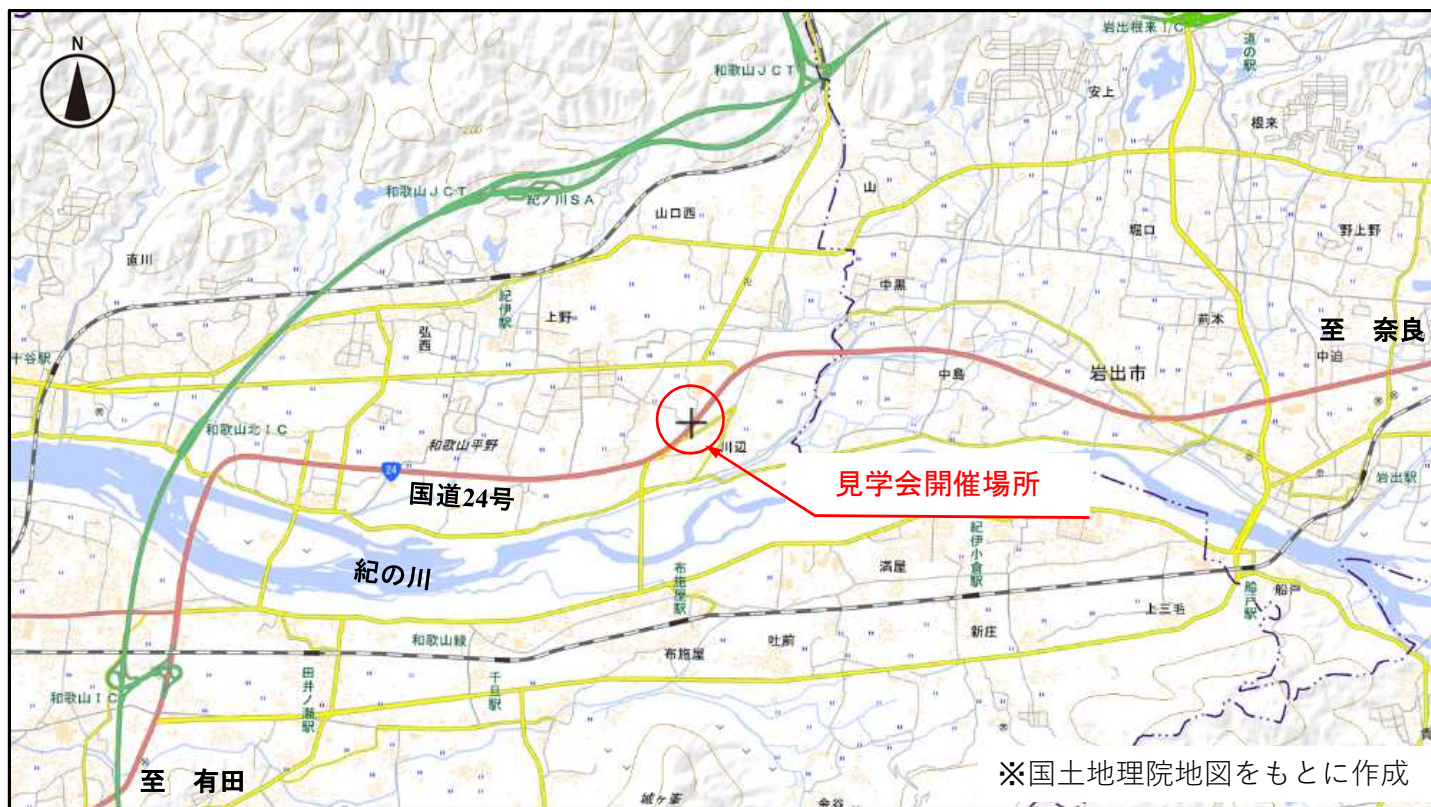 N
岩出根来IC
道の駅
和歌山JCT
安上
根来
和歌山JCT
紀ノ川SA
山口西
山
堀口
野上野
直川
紀伊駅
上野
中黒
弘西
荊本
至 奈良
中迫
十谷駅
中島
岩出市
和歌山北IC
和歌山平野
川辺
24
国道24号
見学会開催場所
岩出駅
紀の川
布施屋駅
紀伊小倉駅
満屋
船戸駅
船戸
上三毛
和歌山線
吐前
新庄
布施屋
和歌山IC
田井ノ瀬駅
千旦駅
至 有田
城ヶ峯
金谷
貴
※国土地理院地図をもとに作成